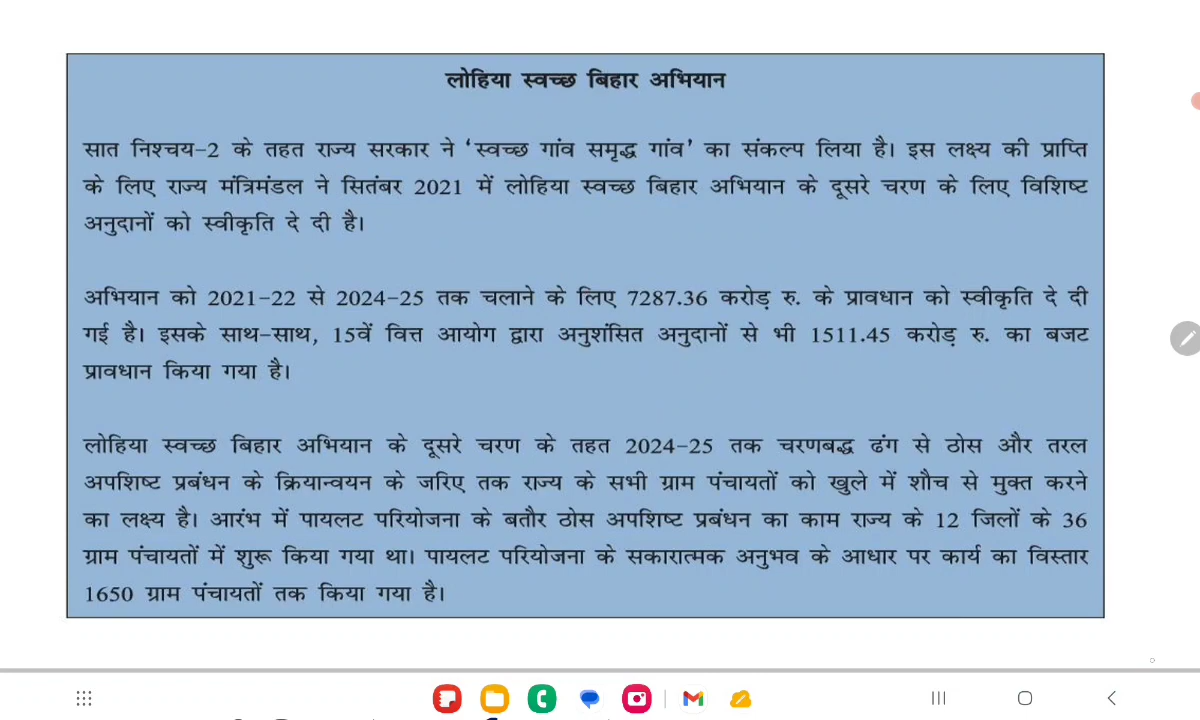 लोहिया स्वच्छ बिहार अभियान
सात निश्चय-2 के तहत राज्य सरकार ने ‘स्वच्छ गांव समृद्ध गांव’ का संकल्प लिया है। इस लक्ष्य की प्राप्ति
के लिए राज्य मंत्रिमंडल ने सितंबर 2021 में लोहिया स्वच्छ बिहार अभियान के दूसरे चरण के लिए विशिष्ट
अनुदानों को स्वीकृति दे दी है।
अभियान को 2021-22 से 2024-25 तक चलाने के लिए 7287.36 करोड़ रु. के प्रावधान को स्वीकृति दे दी
गई है। इसके साथ-साथ, 15वें वित्त आयोग द्वारा अनुशंसित अनुदानों से भी 1511.45 करोड़ रु. का बजट
प्रावधान किया गया है।
लोहिया स्वच्छ बिहार अभियान के दूसरे चरण के तहत 2024-25 तक चरणबद्ध ढंग से ठोस और तरल
अपशिष्ट प्रबंधन के क्रियान्वयन के जरिए तक राज्य के सभी ग्राम पंचायतों को खुले में शौच से मुक्त करने
का लक्ष्य है। आरंभ में पायलट परियोजना के बतौर ठोस अपशिष्ट प्रबंधन का काम राज्य के 12 जिलों के 36
ग्राम पंचायतों में शुरू किया गया था। पायलट परियोजना के सकारात्मक अनुभव के आधार पर कार्य का विस्तार
1650 ग्राम पंचायतों तक किया गया है।